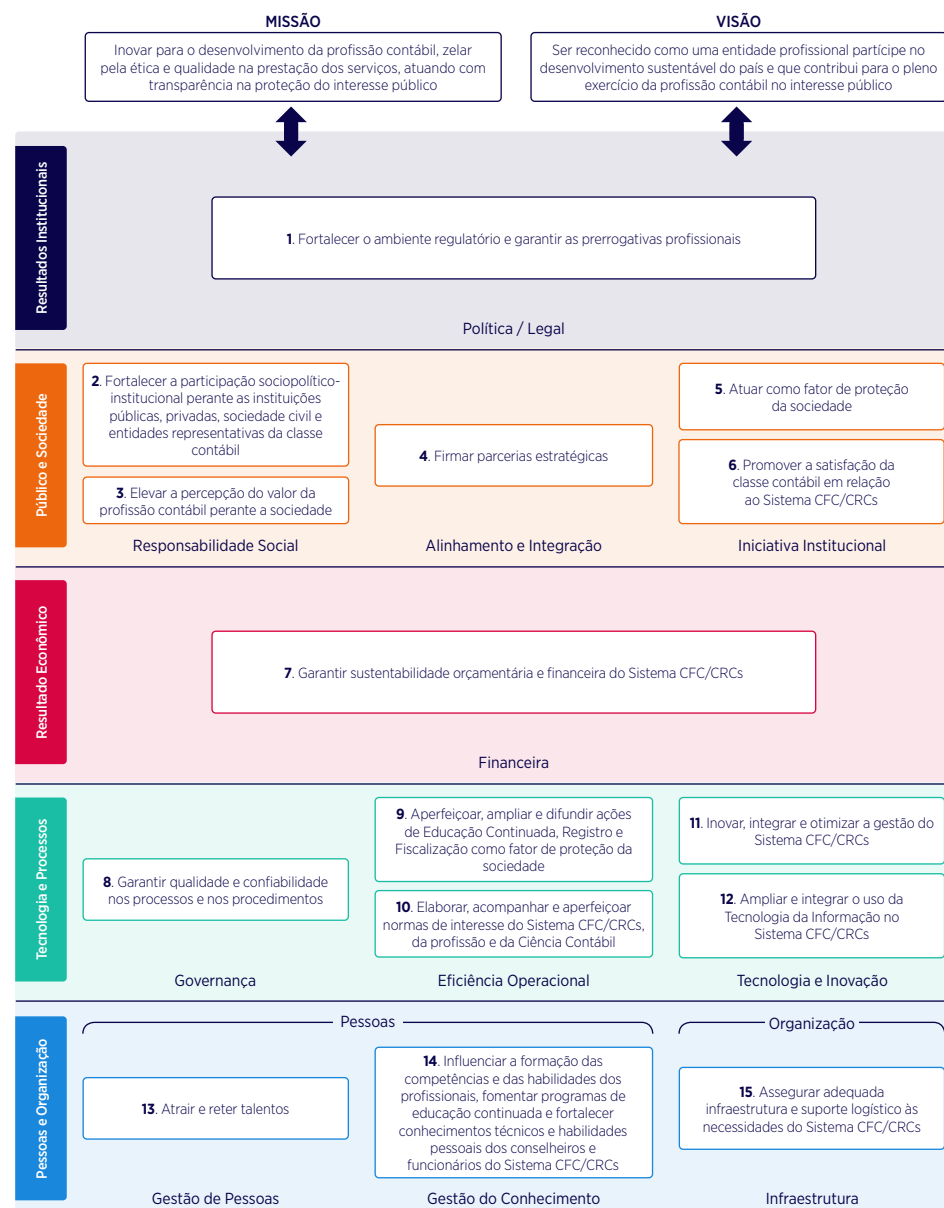 MISSÃO
Inovar para o desenvolvimento da profissão contábil, zelar
pela ética e qualidade na prestação dos serviços, atuando com
transparência na proteção do interesse público
VISÃO
Ser reconhecido como uma entidade profissional partícipe no
desenvolvimento sustentável do país e que contribui para o pleno
exercício da profissão contábil no interesse público
Resultados Institucionais
1. Fortalecer o ambiente regulatório e garantir as prerrogativas profissionais
Política / Legal
Público e Sociedade
2. Fortalecer a participação sociopolítico-
institucional perante as instituições
públicas, privadas, sociedade civil e
entidades representativas da classe
contábil
3. Elevar a percepção do valor da
profissão contábil perante a sociedade
Responsabilidade Social
4. Firmar parcerias estratégicas
Alinhamento e Integração
5. Atuar como fator de proteção
da sociedade
6. Promover a satisfação da
classe contábil em relação
ao Sistema CFC/CRCs
Iniciativa Institucional
Resultado Econômico
7. Garantir sustentabilidade orçamentária e financeira do Sistema CFC/CRCs
Financeira
Tecnologia e Processos
8. Garantir qualidade e confiabilidade
nos processos e nos procedimentos
Governança
9. Aperfeiçoar, ampliar e difundir ações
de Educação Continuada, Registro e
Fiscalização como fator de proteção da
sociedade
10. Elaborar, acompanhar e aperfeiçoar
normas de interesse do Sistema CFC/CRCs,
da profissão e da Ciência Contábil
Eficiência Operacional
11. Inovar, integrar e otimizar a gestão do
Sistema CFC/CRCs
12. Ampliar e integrar o uso da
Tecnologia da Informação no
Sistema CFC/CRCs
Tecnologia e Inovação
Pessoas e Organização
Pessoas
13. Atrair e reter talentos
Gestão de Pessoas
14. Influenciar a formação das
competências e das habilidades dos
profissionais, fomentar programas de
educação continuada e fortalecer
conhecimentos técnicos e habilidades
pessoais dos conselheiros e
funcionários do Sistema CFC/CRCs
Gestão do Conhecimento
Organização
15. Assegurar adequada
infraestrutura e suporte logístico às
necessidades do Sistema CFC/CRCs
Infraestrutura